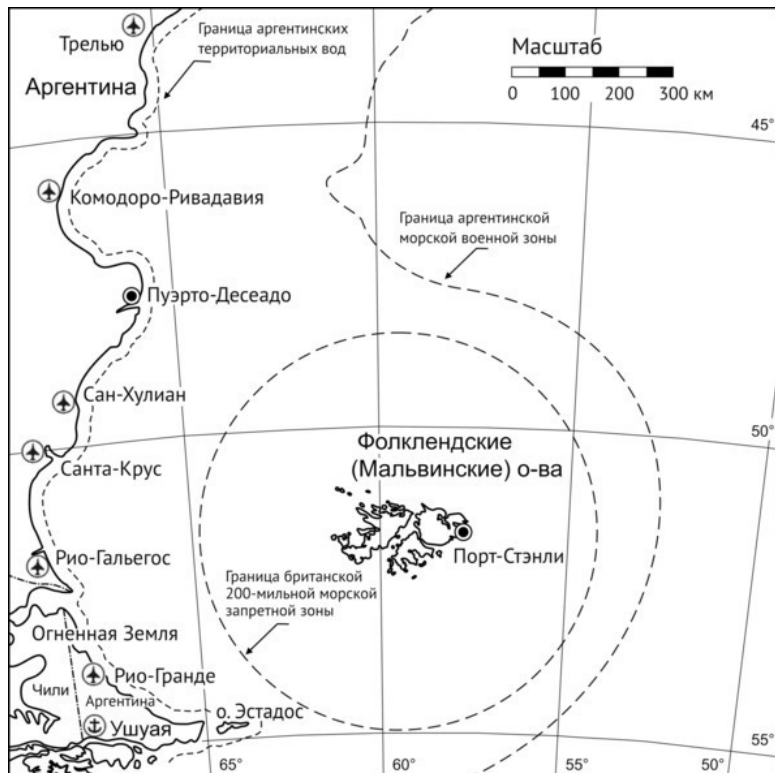 Трелью
Граница аргентинских
территориальных вод
Масштаб
0 100 200 300 км
Аргентина
45°
Комодоро-Ривадавия
Граница аргентинской
морской военной зоны
Пуэрто-Десеадо
Сан-Хулиан
50°
Фолклендские
(Мальвинские) о-ва
Санта-Крус
Порт-Стэнли
Рио-Гальегос
Граница британской
200-мильной морской
запретной зоны
Огненная Земля
Рио-Гранде
Чили
Аргентина
о. Эстадос
Ушуая
55°
65° 60° 55° 50°